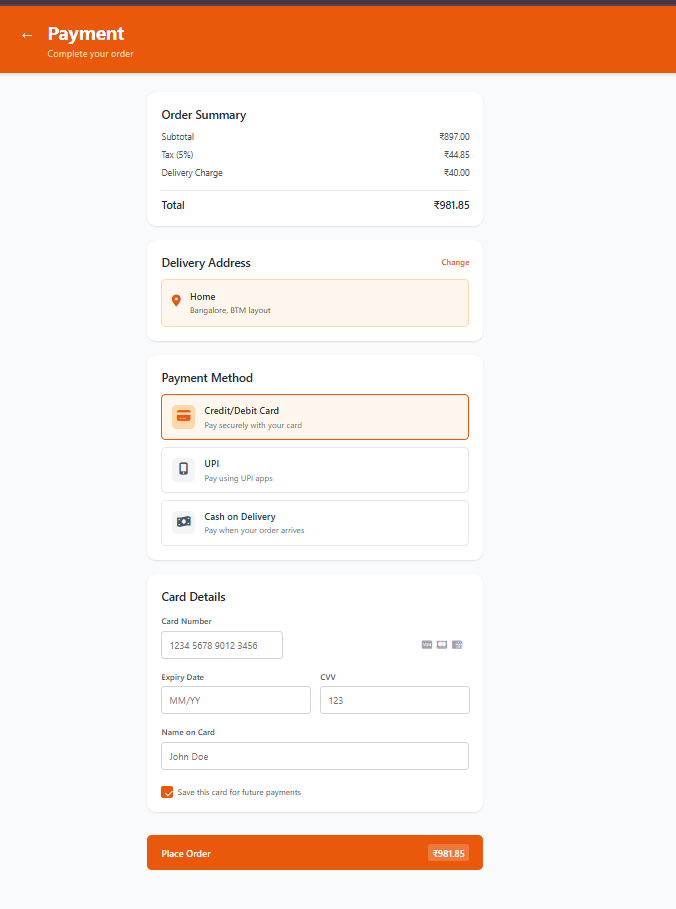 ← Payment
Complete your order
Order Summary
Subtotal ₹897.00
Tax (5%) ₹44.85
Delivery Charge ₹40.00
Total ₹981.85
Delivery Address Change
Home
Bangalore, BTM layout
Payment Method
Credit/Debit Card
Pay securely with your card
UPI
Pay using UPI apps
Cash on Delivery
Pay when your order arrives
Card Details
Card Number
1234 5678 9012 3456
Expiry Date CVV
MM/YY 123
Name on Card
John Doe
Save this card for future payments
Place Order ₹981.85